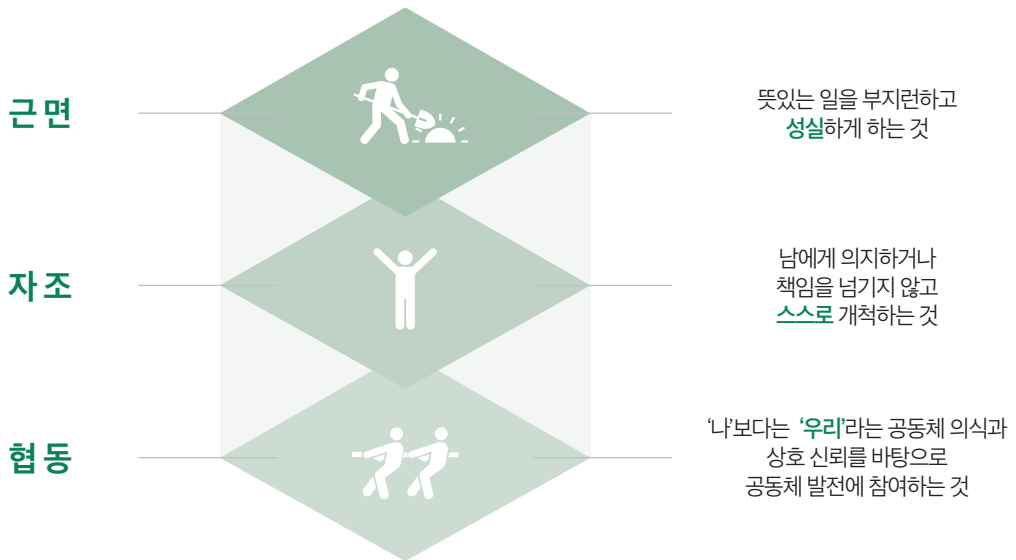 근면
뜻있는 일을 부지런하고
성실하게 하는 것
자조
남에게 의지하거나
책임을 넘기지 않고
스스로 개척하는 것
협동
‘나’보다는 ‘우리’라는 공동체 의식과
상호 신뢰를 바탕으로
공동체 발전에 참여하는 것